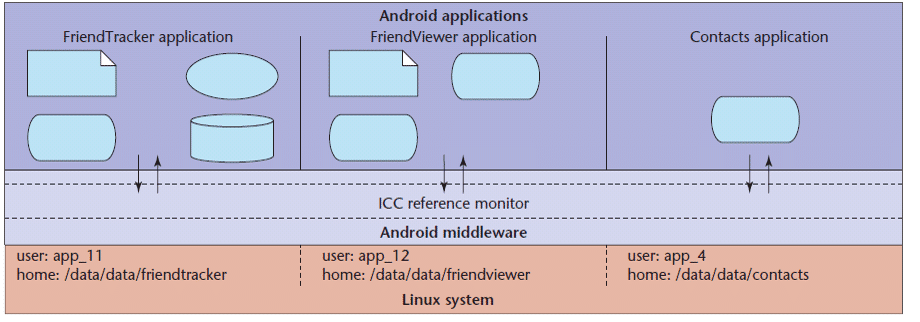 Android applications
FriendTracker application
FriendViewer application
Contacts application
ICC reference monitor
Android middleware
user: app_11
home: /data/data/friendtracker
user: app_12
home: /data/data/friendviewer
user: app_4
home: /data/data/contacts
Linux system